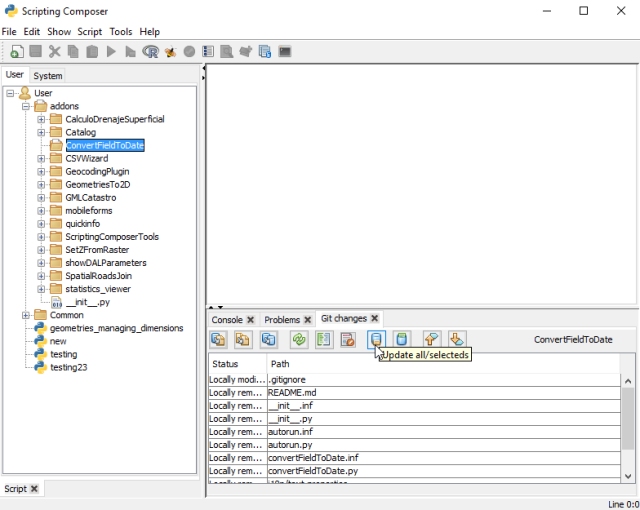 Scripting Composer
File Edit Show Script Tools Help
User System
User
addons
CalculoDrenajeSuperficial
Catalog
ConvertFieldToDate
CSVWizard
GeocodingPlugin
GeometriesTo2D
GMLCatastro
mobileforms
quickinfo
ScriptingComposerTools
SetZFromRaster
showDALParameters
SpatialRoadsJoin
statistics_viewer
__init__.py
Common
geometries_managing_dimensions
new
testing
testing23
Script
Console Problems Git changes
ConvertFieldToDate
Update all/selecteds
Status Path
Locally modi... .gitignore
Locally rem... README.md
Locally rem... __init__.inf
Locally rem... __init__.py
Locally rem... autorun.inf
Locally rem... autorun.py
Locally rem... convertFieldToDate.inf
Locally rem... convertFieldToDate.py
Line 0:0